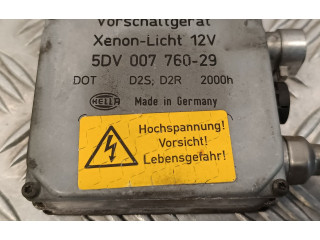 Vorschaltgerät
Xenon-Licht 12V
5DV 007 760-29
DOT D2S; D2R 2000h
HELLA Made in Germany
Hochspannung!
Vorsicht!
Lebensgefahr!